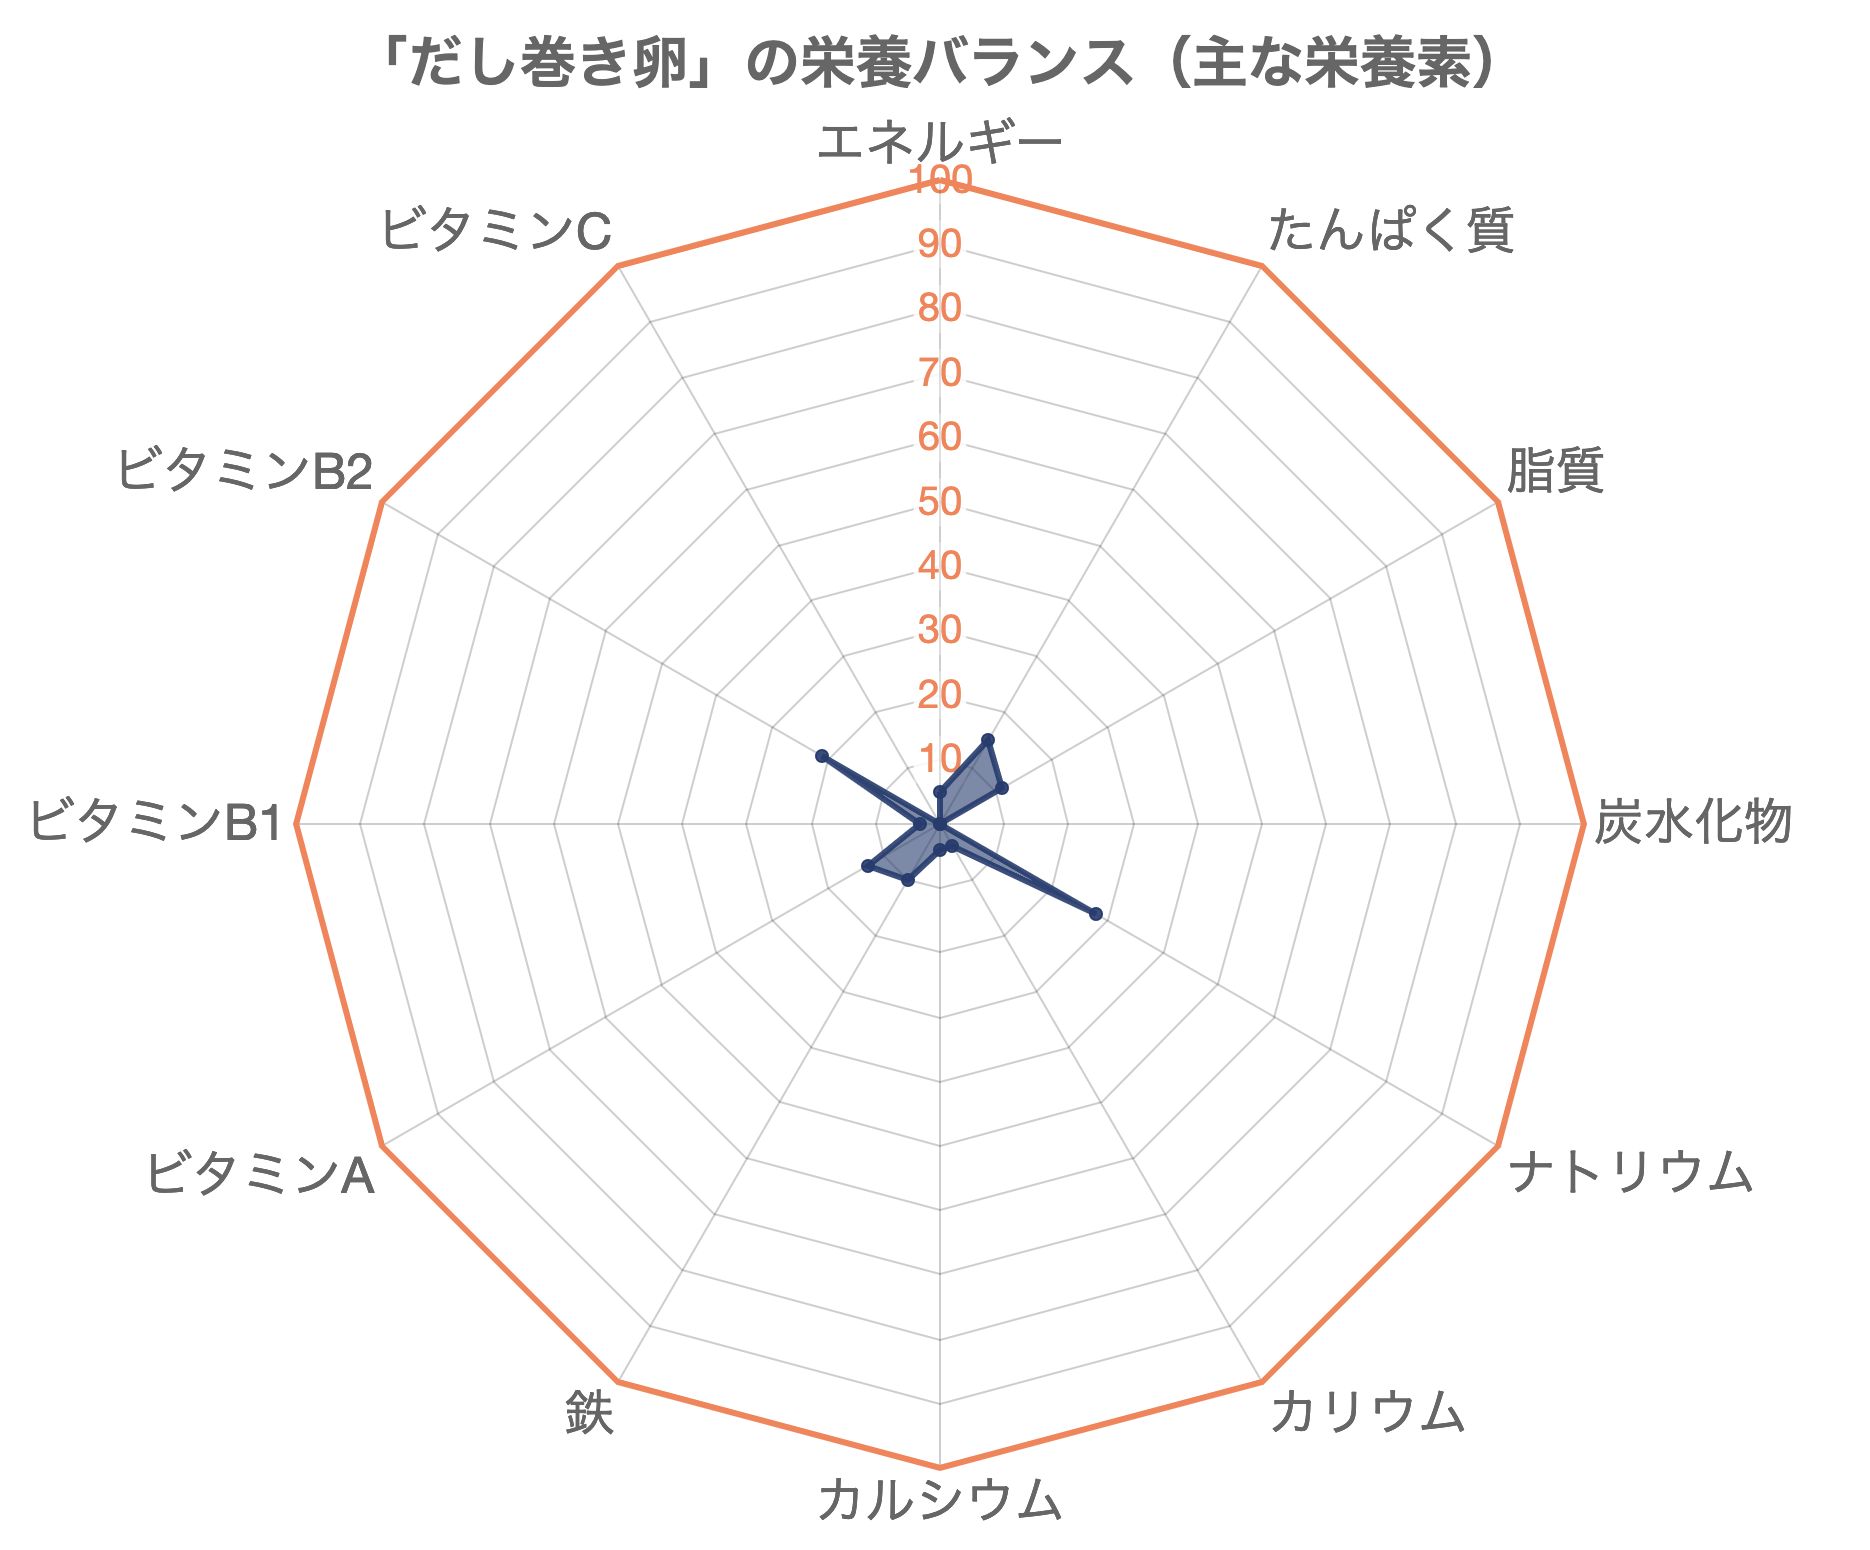 「だし巻き卵」の栄養バランス（主な栄養素）
エネルギー
100
ビタミンC
たんぱく質
90
80
70
60
ビタミンB2
脂質
50
40
30
20
10
ビタミンB1
炭水化物
ビタミンA
ナトリウム
鉄
カリウム
カルシウム